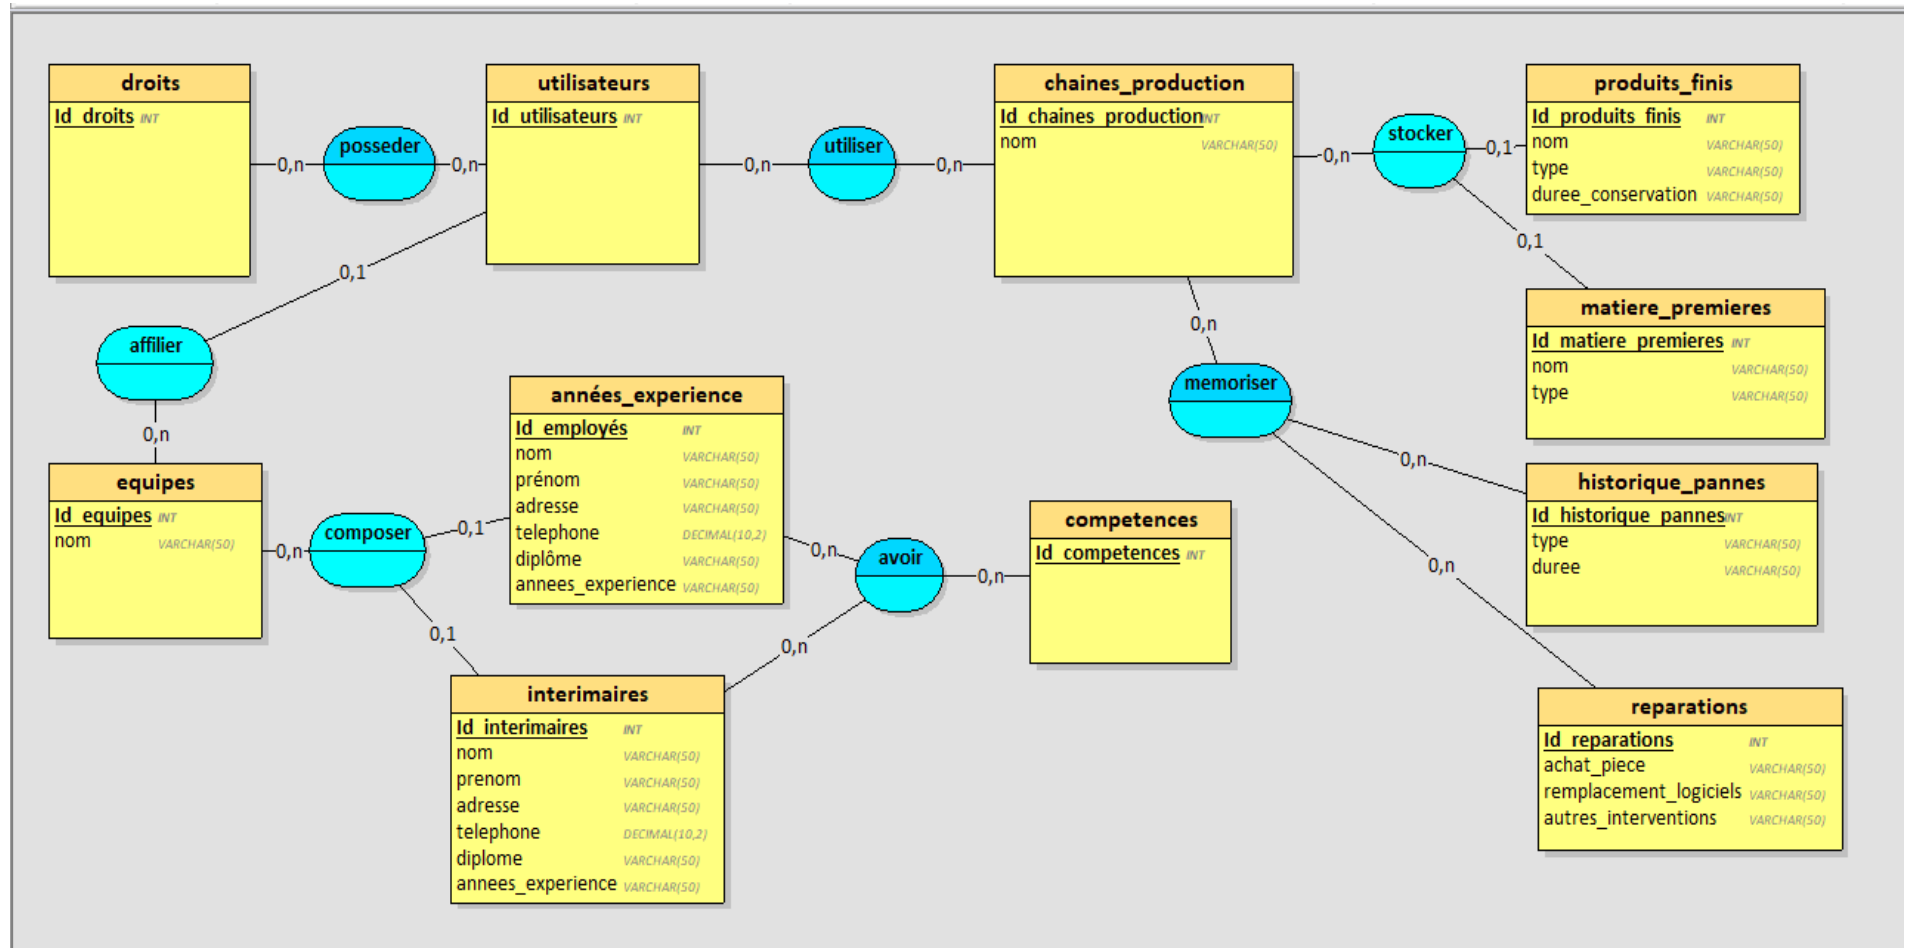 droits
Id_droits INT
posseder
0,n
0,n
utilisateurs
Id_utilisateurs INT
utiliser
0,n
0,n
chaines_production
Id_chaines_production INT
nom VARCHAR(50)
stocker
0,n
0,1
0,1
produits_finis
Id_produits_finis INT
nom VARCHAR(50)
type VARCHAR(50)
duree_conservation VARCHAR(50)
matiere_premieres
Id_matiere_premieres INT
nom VARCHAR(50)
type VARCHAR(50)
affilier
0,1
0,n
equipes
Id_equipes INT
nom VARCHAR(50)
composer
0,n
0,1
0,1
années_experience
Id_employés INT
nom VARCHAR(50)
prénom VARCHAR(50)
adresse VARCHAR(50)
telephone DECIMAL(10,2)
diplôme VARCHAR(50)
annees_experience VARCHAR(50)
avoir
0,n
0,n
0,n
competences
Id_competences INT
interimaires
Id_interimaires INT
nom VARCHAR(50)
prenom VARCHAR(50)
adresse VARCHAR(50)
telephone DECIMAL(10,2)
diplome VARCHAR(50)
annees_experience VARCHAR(50)
memoriser
0,n
0,n
0,n
historique_pannes
Id_historique_pannes INT
type VARCHAR(50)
duree VARCHAR(50)
reparations
Id_reparations INT
achat_piece VARCHAR(50)
remplacement_logiciels VARCHAR(50)
autres_interventions VARCHAR(50)